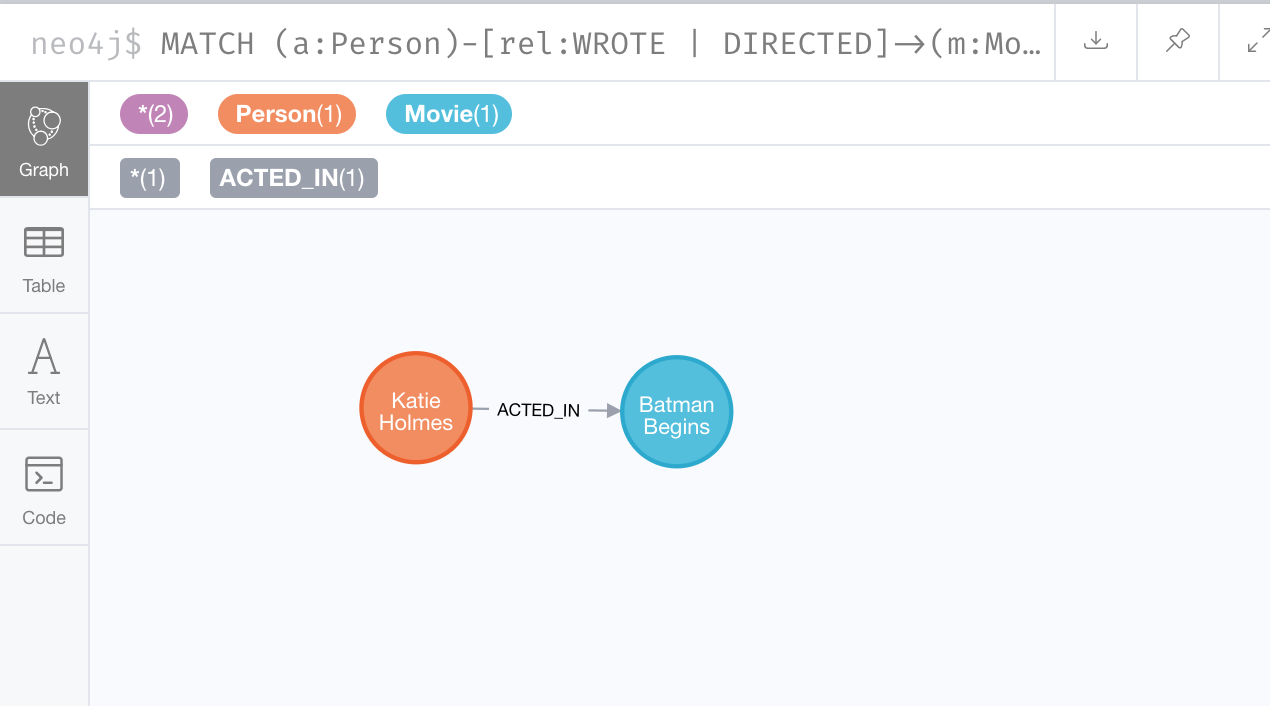 neo4j$ MATCH (a:Person)-[rel:WROTE | DIRECTED]->(m:Mo…
*(2) Person(1) Movie(1)
*(1) ACTED_IN(1)
Graph
Table
Text
Code
Katie
Holmes
ACTED_IN
Batman
Begins